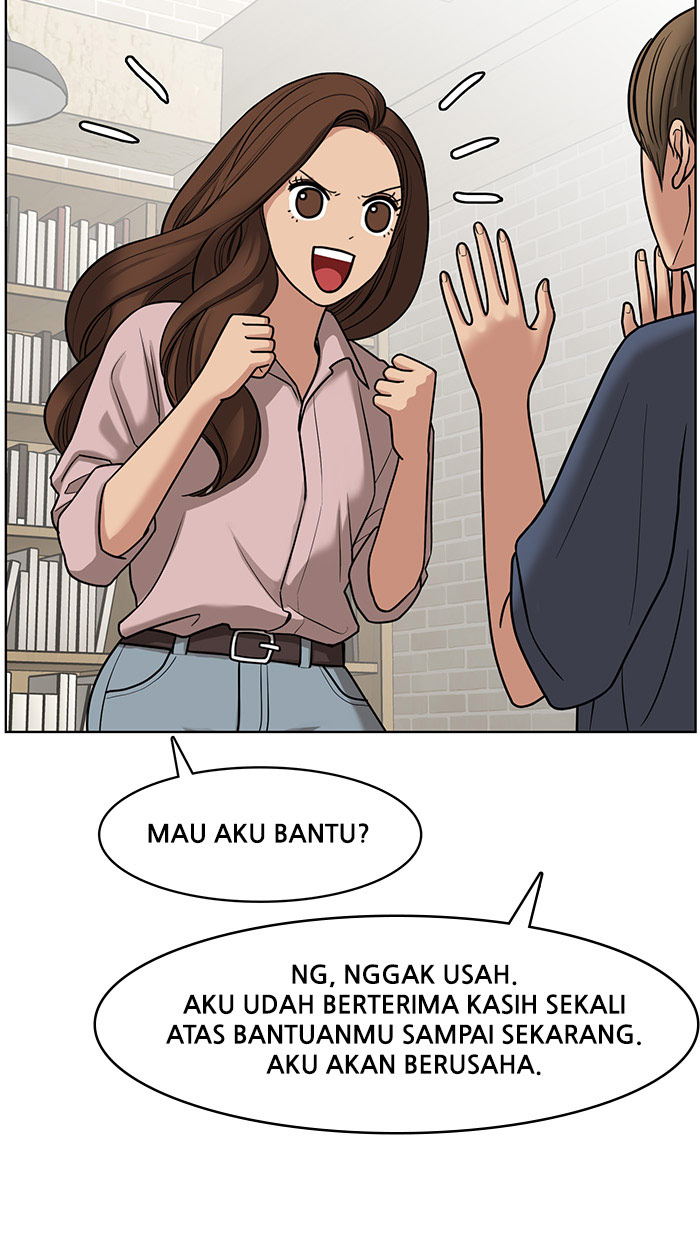 MAU AKU BANTU?
NG, NGGAK USAH.
AKU UDAH BERTERIMA KASIH SEKALI
ATAS BANTUANMU SAMPAI SEKARANG.
AKU AKAN BERUSAHA.